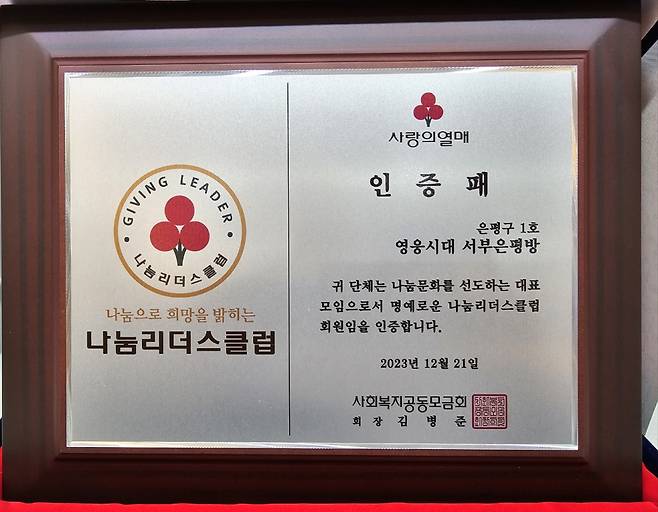 GIVING LEADER
나눔리더스클럽
나눔으로 희망을 밝히는
나눔리더스클럽
사랑의열매
인증패
은평구 1호
영웅시대 서부은평방
귀 단체는 나눔문화를 선도하는 대표
모임으로서 명예로운 나눔리더스클럽
회원임을 인증합니다.
2023년 12월 21일
사회복지공동모금회
회장 김병준